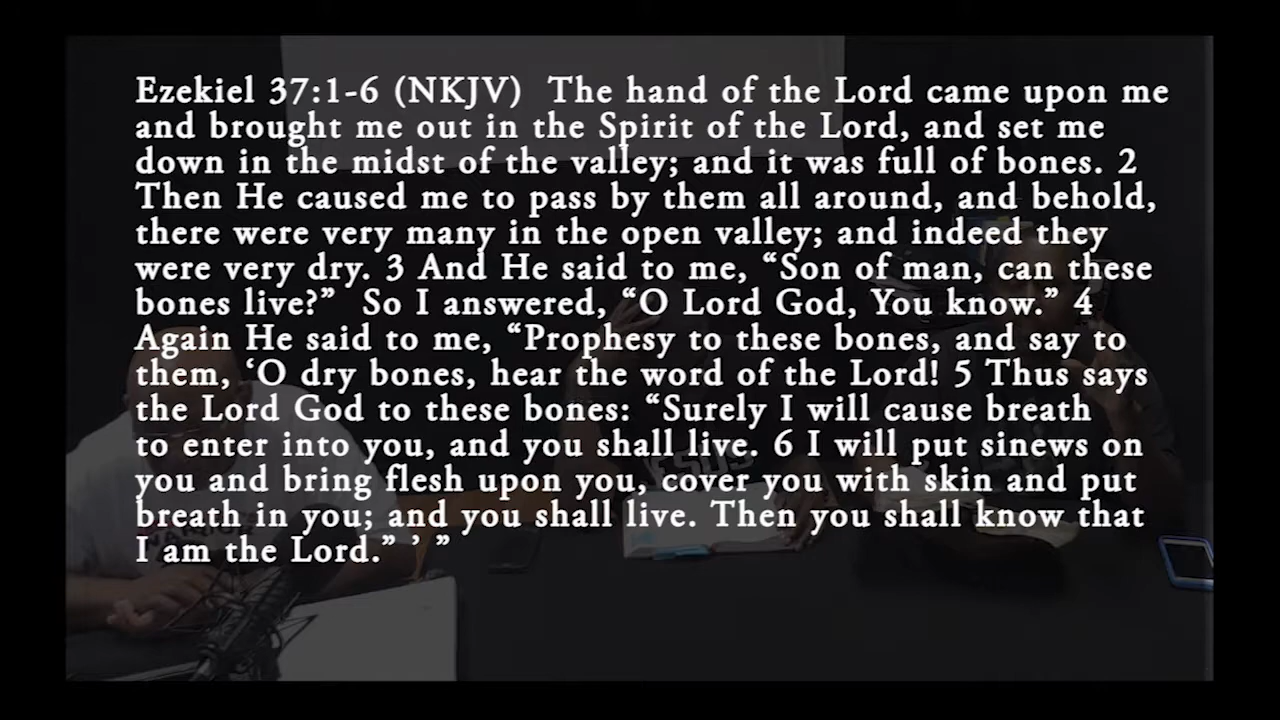 Ezekiel 37:1-6 (NKJV)  The hand of the Lord came upon me
and brought me out in the Spirit of the Lord, and set me
down in the midst of the valley; and it was full of bones. 2
Then He caused me to pass by them all around, and behold,
there were very many in the open valley; and indeed they
were very dry. 3 And He said to me, “Son of man, can these
bones live?”  So I answered, “O Lord God, You know.” 4
Again He said to me, “Prophesy to these bones, and say to
them, ‘O dry bones, hear the word of the Lord! 5 Thus says
the Lord God to these bones: “Surely I will cause breath
to enter into you, and you shall live. 6 I will put sinews on
you and bring flesh upon you, cover you with skin and put
breath in you; and you shall live. Then you shall know that
I am the Lord.” ’ ”